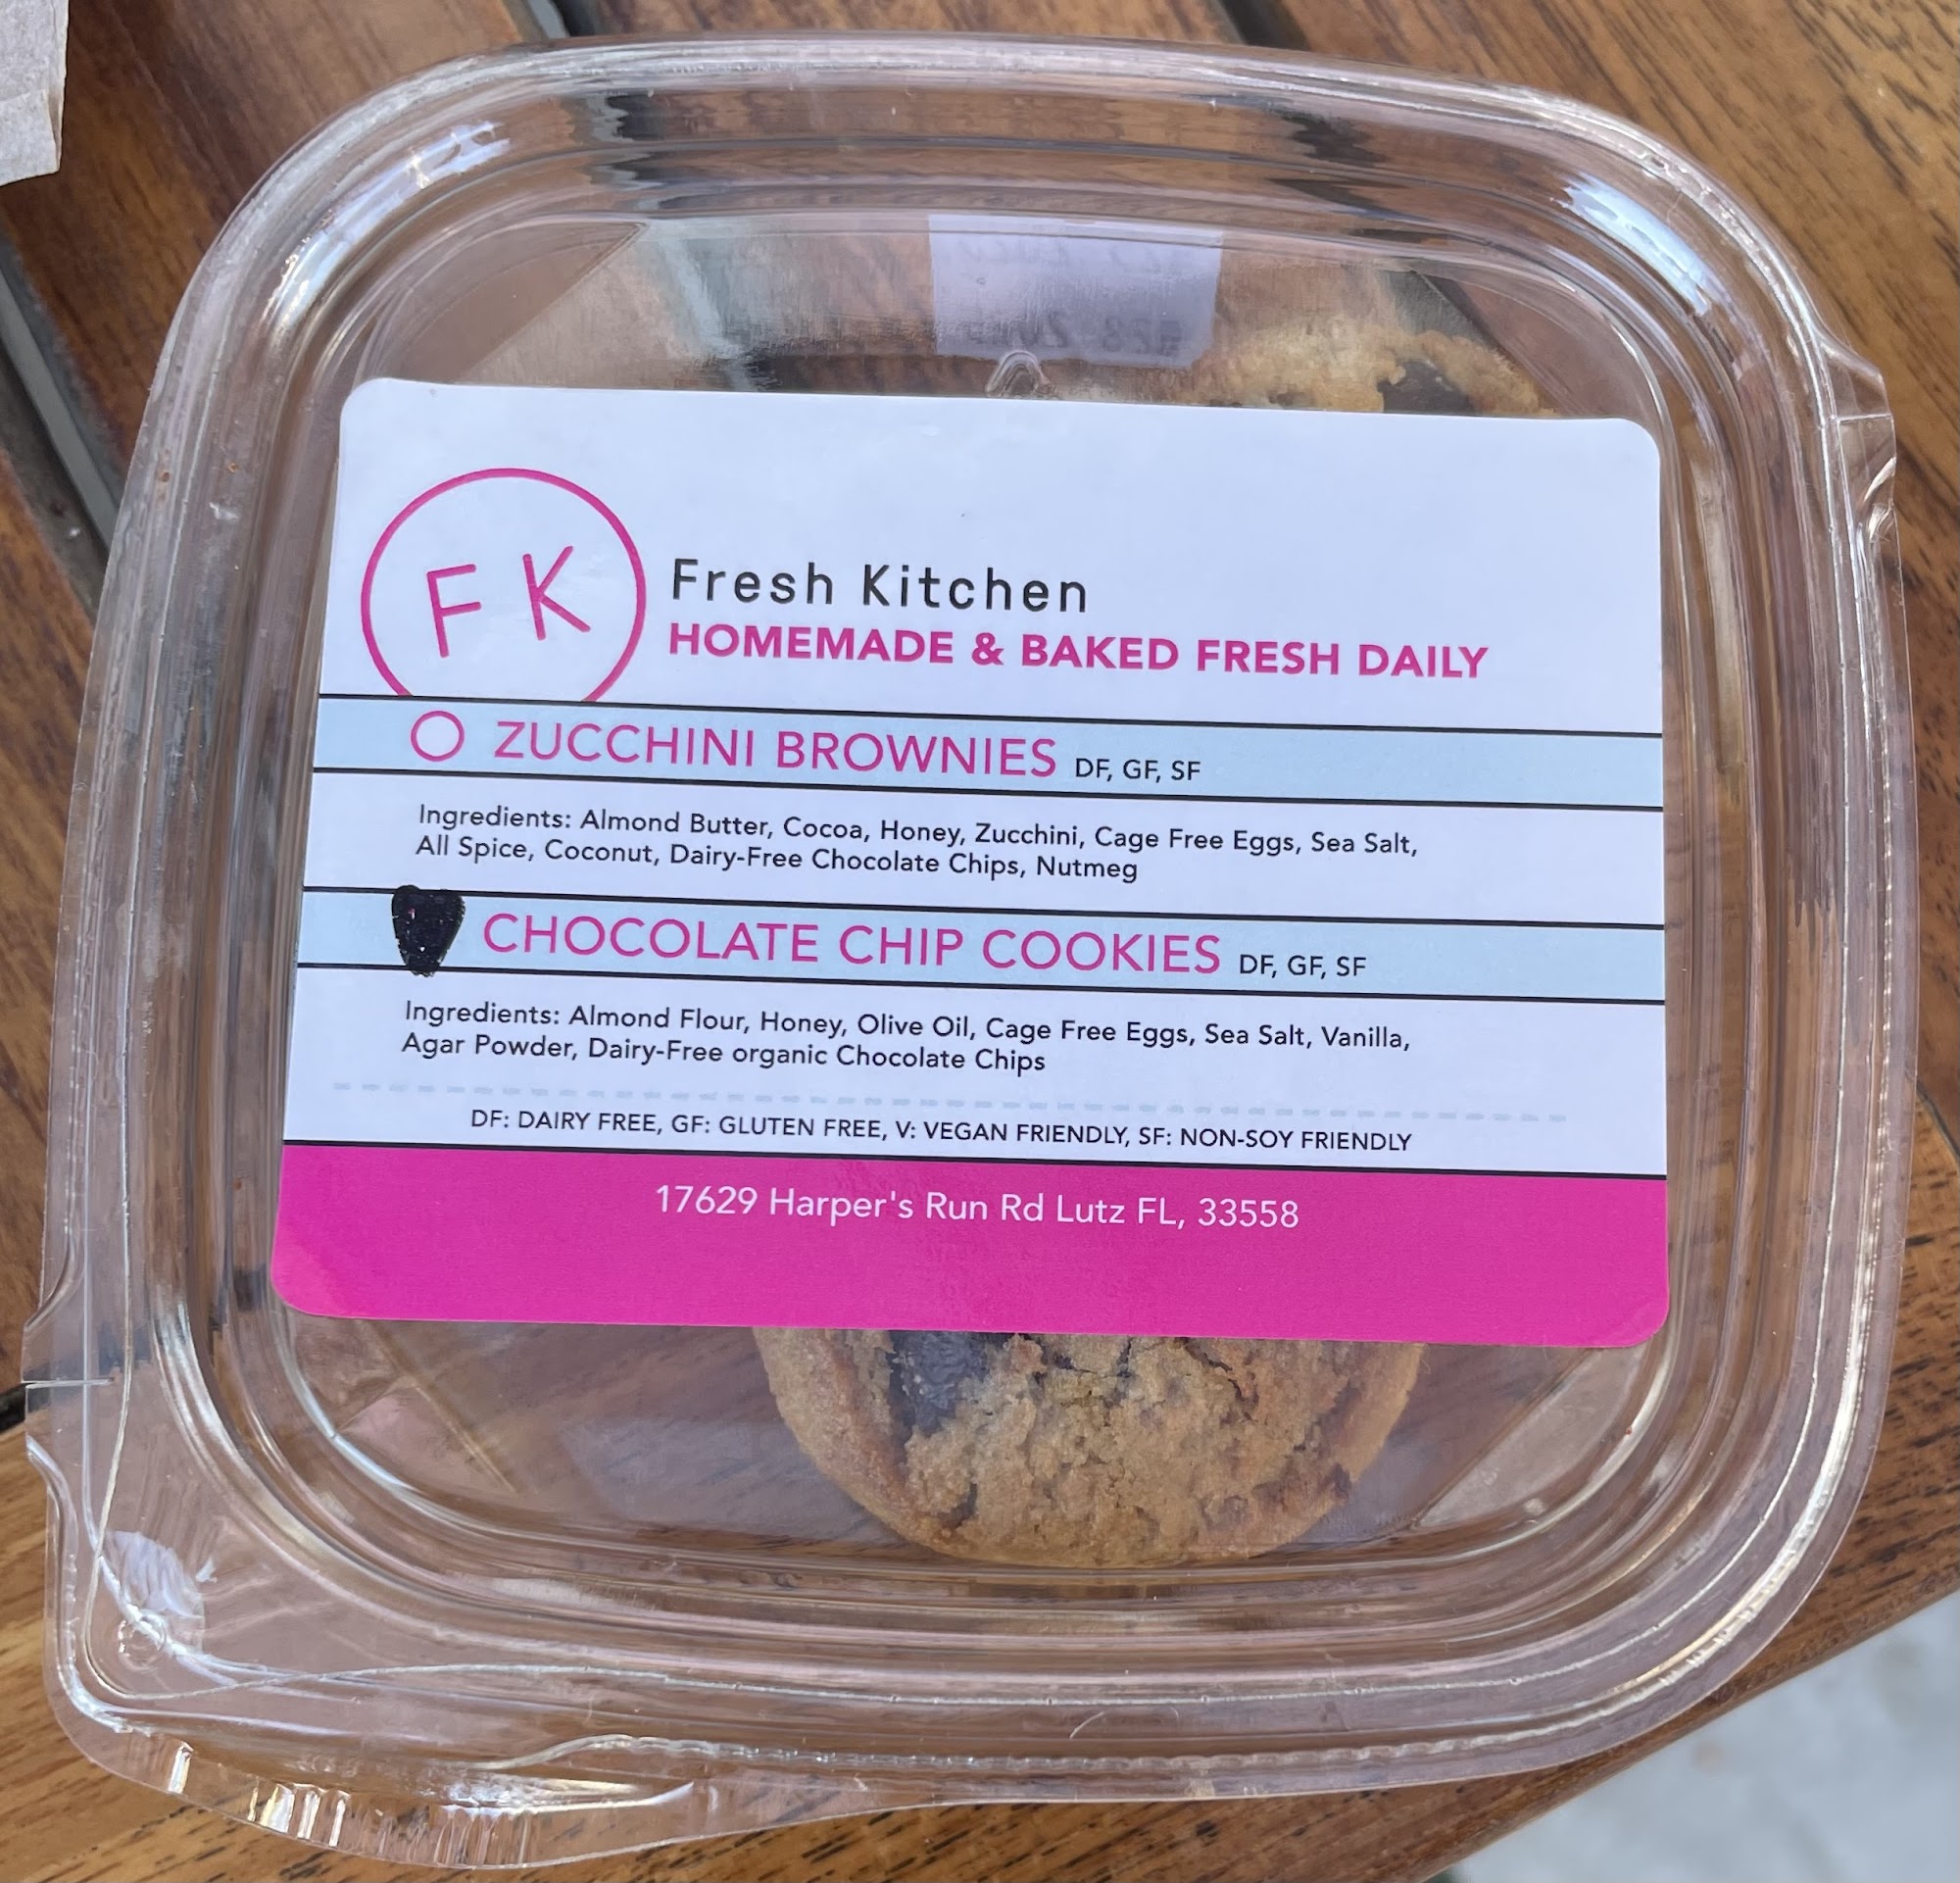 FK
Fresh Kitchen
HOMEMADE & BAKED FRESH DAILY
ZUCCHINI BROWNIES DF, GF, SF
Ingredients: Almond Butter, Cocoa, Honey, Zucchini, Cage Free Eggs, Sea Salt,
All Spice, Coconut, Dairy-Free Chocolate Chips, Nutmeg
CHOCOLATE CHIP COOKIES DF, GF, SF
Ingredients: Almond Flour, Honey, Olive Oil, Cage Free Eggs, Sea Salt, Vanilla,
Agar Powder, Dairy-Free organic Chocolate Chips
DF: DAIRY FREE, GF: GLUTEN FREE, V: VEGAN FRIENDLY, SF: NON-SOY FRIENDLY
17629 Harper's Run Rd Lutz FL, 33558